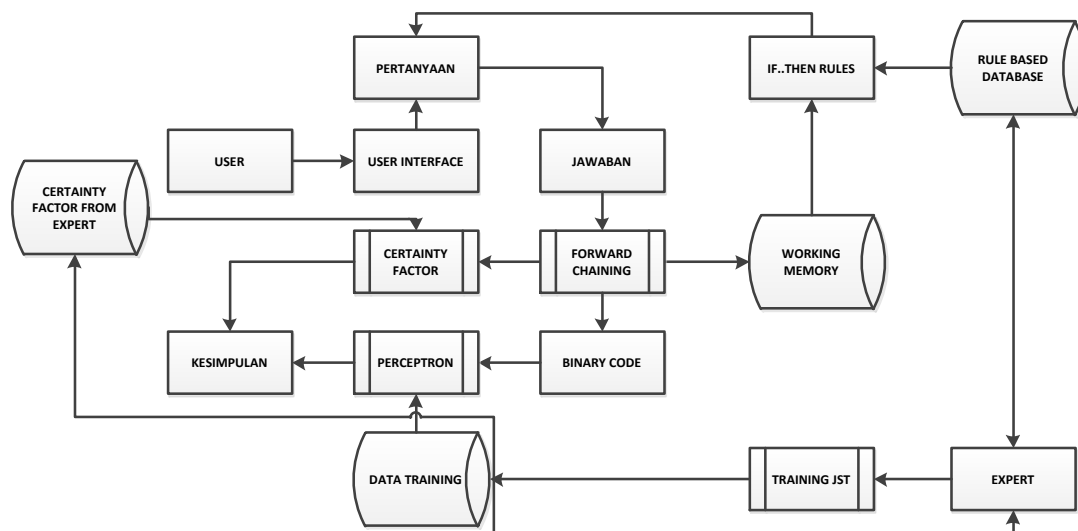 PERTANYAAN
IF..THEN RULES
RULE BASED
DATABASE
USER
USER INTERFACE
JAWABAN
CERTAINTY
FACTOR FROM
EXPERT
CERTAINTY
FACTOR
FORWARD
CHAINING
WORKING
MEMORY
KESIMPULAN
PERCEPTRON
BINARY CODE
DATA TRAINING
TRAINING JST
EXPERT